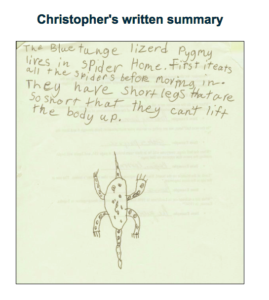 Christopher's written summary
The Blue tunge lizerd Pygmy
lives in spider Home. First it eats
all the spiders before moving in.
They have short legs that are
so short that they can't lift
the body up.